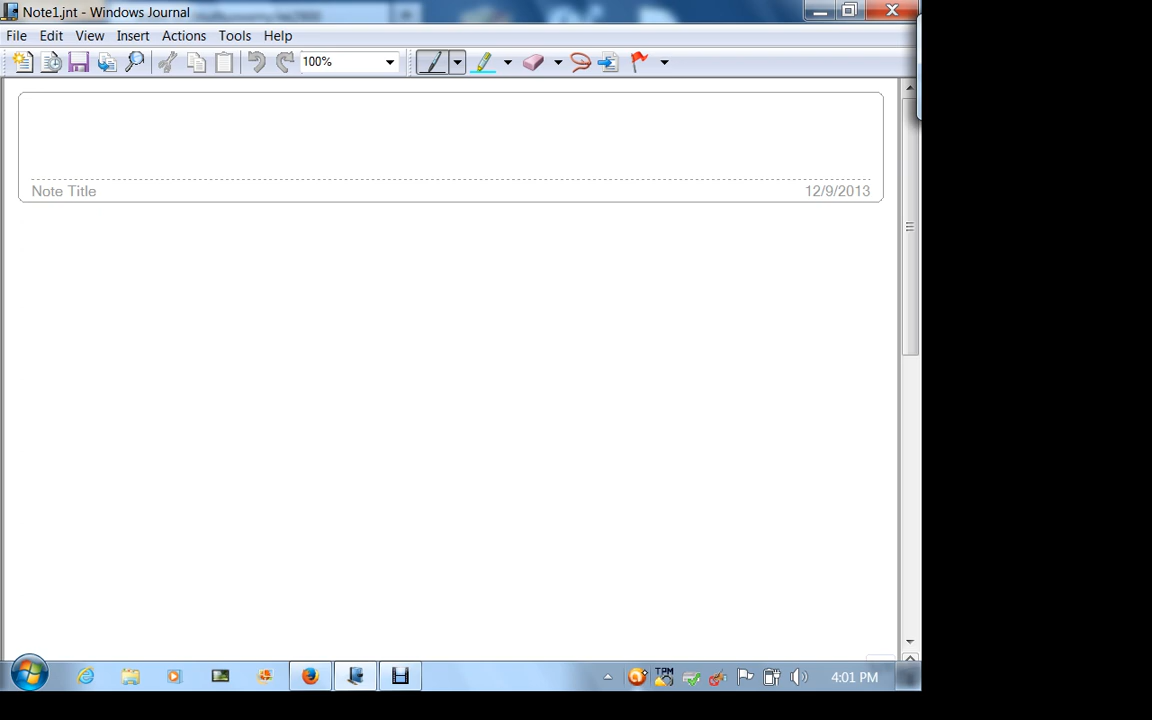 Note1.jnt - Windows Journal
File Edit View Insert Actions Tools Help
100%
Note Title 12/9/2013
TPM
4:01 PM